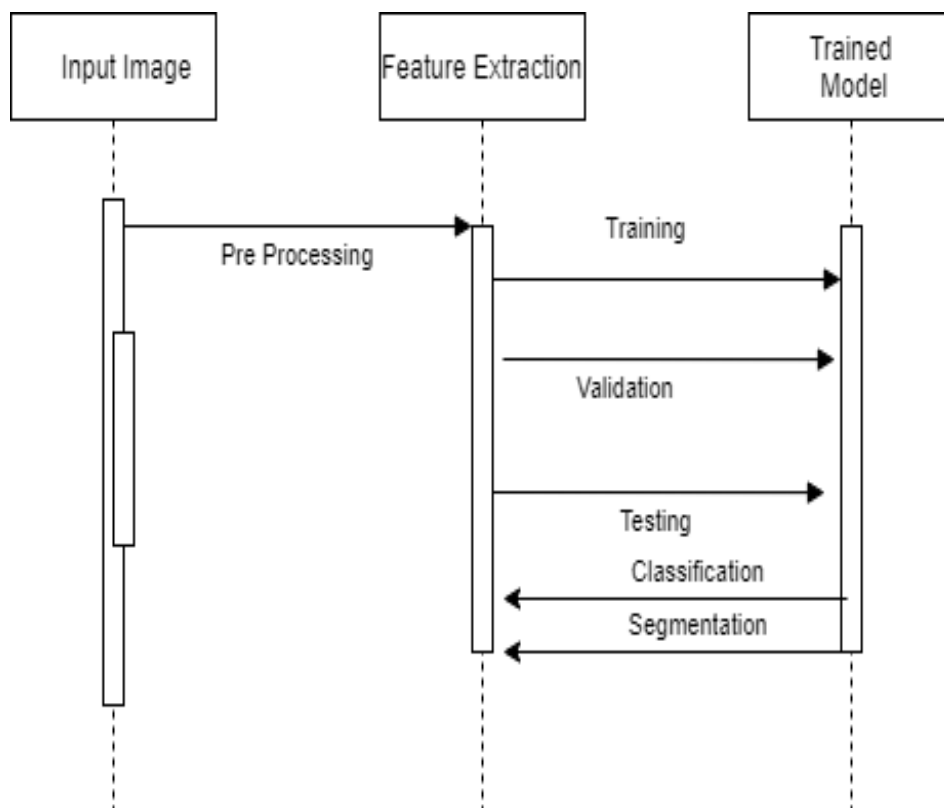 Input Image
Feature Extraction
Trained
Model
Training
Pre Processing
Validation
Testing
Classification
Segmentation